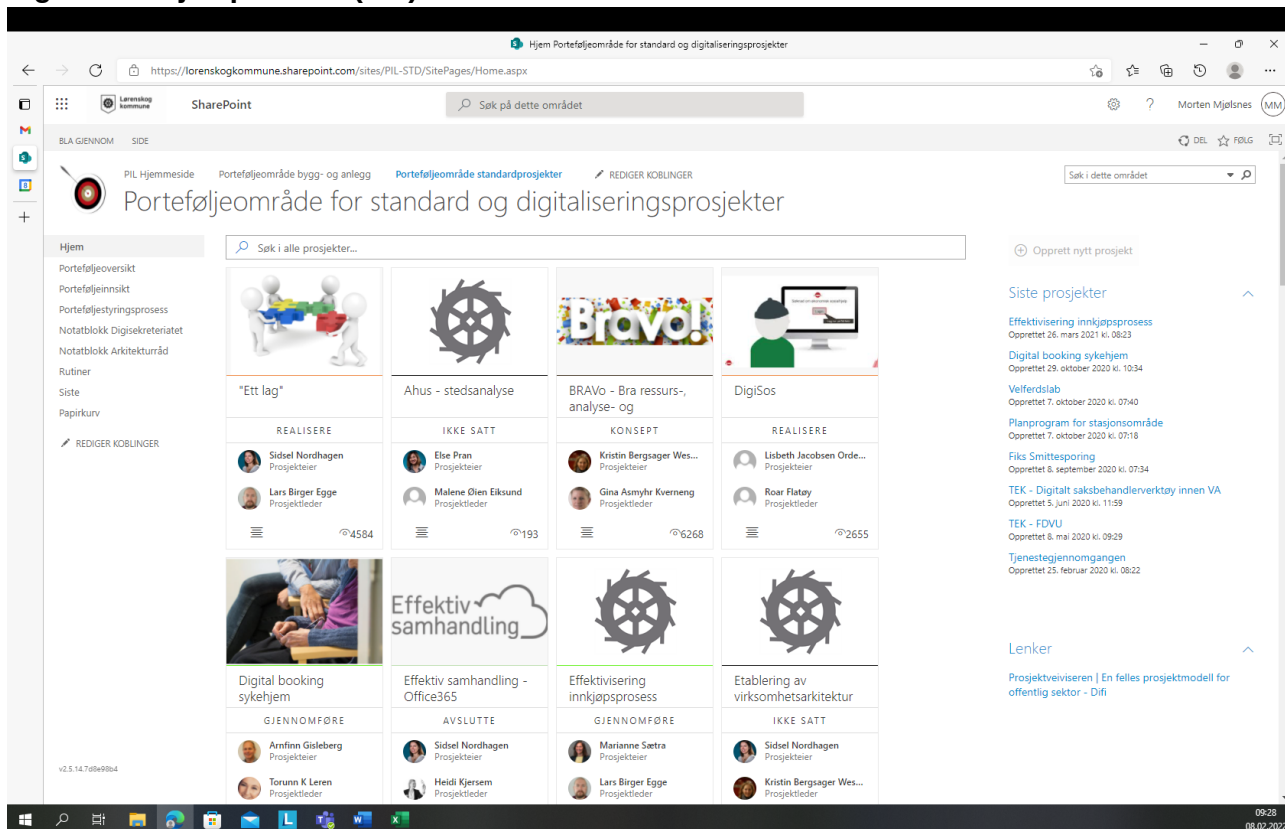 Hjem Porteføljeområde for standard og digitaliseringsprosjekter
https://lorenskogkommune.sharepoint.com/sites/PIL-STD/SitePages/Home.aspx
Lørenskog
kommune
SharePoint
Søk på dette området
Morten Mjølsnes
MM
BLA GJENNOM
SIDE
DEL
FØLG
PIL Hjemmeside
Porteføljeområde bygg- og anlegg
Porteføljeområde standardprosjekter
REDIGER KOBLINGER
Søk i dette området
Porteføljeområde for standard og digitaliseringsprosjekter
Hjem
Porteføljeoversikt
Porteføljeinnsikt
Porteføljestyringsprosess
Notatblokk Digisekreteriatet
Notatblokk Arkitekturråd
Rutiner
Siste
Papirkurv
REDIGER KOBLINGER
v2.5.14.7d8e98b4
Søk i alle prosjekter...
"Ett lag"
REALISERE
Sidsel Nordhagen
Prosjekteier
Lars Birger Egge
Prosjektleder
4584
Ahus - stedsanalyse
IKKE SATT
Else Pran
Prosjekteier
Malene Øien Eiksund
Prosjektleder
193
Bravo!
BRAVo - Bra ressurs-,
analyse- og
KONSEPT
Kristin Bergsager Wes...
Prosjekteier
Gina Asmyhr Kverneng
Prosjektleder
6268
DigiSos
REALISERE
Lisbeth Jacobsen Orde...
Prosjekteier
Roar Flatøy
Prosjektleder
2655
Digital booking
sykehjem
GJENNOMFØRE
Arnfinn Gisleberg
Prosjekteier
Torunn K Leren
Prosjektleder
Effektiv
samhandling
Effektiv samhandling -
Office365
AVSLUTTE
Sidsel Nordhagen
Prosjekteier
Heidi Kjersem
Prosjektleder
Effektivisering
innkjøpsprosess
GJENNOMFØRE
Marianne Sætra
Prosjekteier
Lars Birger Egge
Prosjektleder
Etablering av
virksomhetsarkitektur
IKKE SATT
Sidsel Nordhagen
Prosjekteier
Kristin Bergsager Wes...
Prosjektleder
Opprett nytt prosjekt
Siste prosjekter
Effektivisering innkjøpsprosess
Opprettet 26. mars 2021 kl. 08:23
Digital booking sykehjem
Opprettet 29. oktober 2020 kl. 10:34
Velferdslab
Opprettet 7. oktober 2020 kl. 07:40
Planprogram for stasjonsområde
Opprettet 7. oktober 2020 kl. 07:18
Fiks Smittesporing
Opprettet 8. september 2020 kl. 07:34
TEK - Digitalt saksbehandlerverktøy innen VA
Opprettet 5. juni 2020 kl. 11:59
TEK - FDVU
Opprettet 8. mai 2020 kl. 09:29
Tjenestegjennomgangen
Opprettet 25. februar 2020 kl. 08:22
Lenker
Prosjektveiviseren | En felles prosjektmodell for
offentlig sektor - Difi
09:28